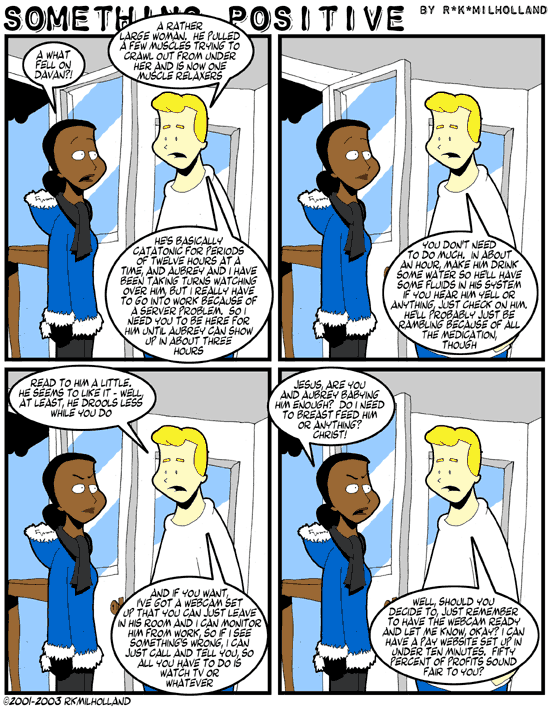 SOMETHING POSITIVE BY R*K*MILHOLLAND
A WHAT
FELL ON
DAVAN?!
A RATHER
LARGE WOMAN. HE PULLED
A FEW MUSCLES TRYING TO
CRAWL OUT FROM UNDER
HER AND IS NOW ONE
MUSCLE RELAXERS
HE'S BASICALLY
CATATONIC FOR PERIODS
OF TWELVE HOURS AT A
TIME, AND AUBREY AND I HAVE
BEEN TAKING TURNS WATCHING
OVER HIM, BUT I REALLY HAVE
TO GO INTO WORK BECAUSE OF
A SERVER PROBLEM. SO I
NEED YOU TO BE HERE FOR
HIM UNTIL AUBREY CAN SHOW
UP IN ABOUT THREE
HOURS
YOU DON'T NEED
TO DO MUCH. IN ABOUT
AN HOUR, MAKE HIM DRINK
SOME WATER SO HE'LL HAVE
SOME FLUIDS IN HIS SYSTEM
IF YOU HEAR HIM YELL OR
ANYTHING, JUST CHECK ON HIM.
HE'LL PROBABLY JUST BE
RAMBLING BECAUSE OF ALL
THE MEDICATION,
THOUGH
READ TO HIM A LITTLE.
HE SEEMS TO LIKE IT - WELL,
AT LEAST, HE DROOLS LESS
WHILE YOU DO
AND IF YOU WANT,
I'VE GOT A WEBCAM SET
UP THAT YOU CAN JUST LEAVE
IN HIS ROOM AND I CAN MONITOR
HIM FROM WORK, SO IF I SEE
SOMETHING'S WRONG, I CAN
JUST CALL AND TELL YOU, SO
ALL YOU HAVE TO DO IS
WATCH TV OR
WHATEVER
JESUS, ARE YOU
AND AUBREY BABYING
HIM ENOUGH? DO I NEED
TO BREAST FEED HIM
OR ANYTHING?
CHRIST!
WELL, SHOULD YOU
DECIDE TO, JUST REMEMBER
TO HAVE THE WEBCAM READY
AND LET ME KNOW, OKAY? I CAN
HAVE A PAY WEBSITE SET UP IN
UNDER TEN MINUTES. FIFTY
PERCENT OF PROFITS SOUND
FAIR TO YOU?
©2001-2003 RKMILHOLLAND